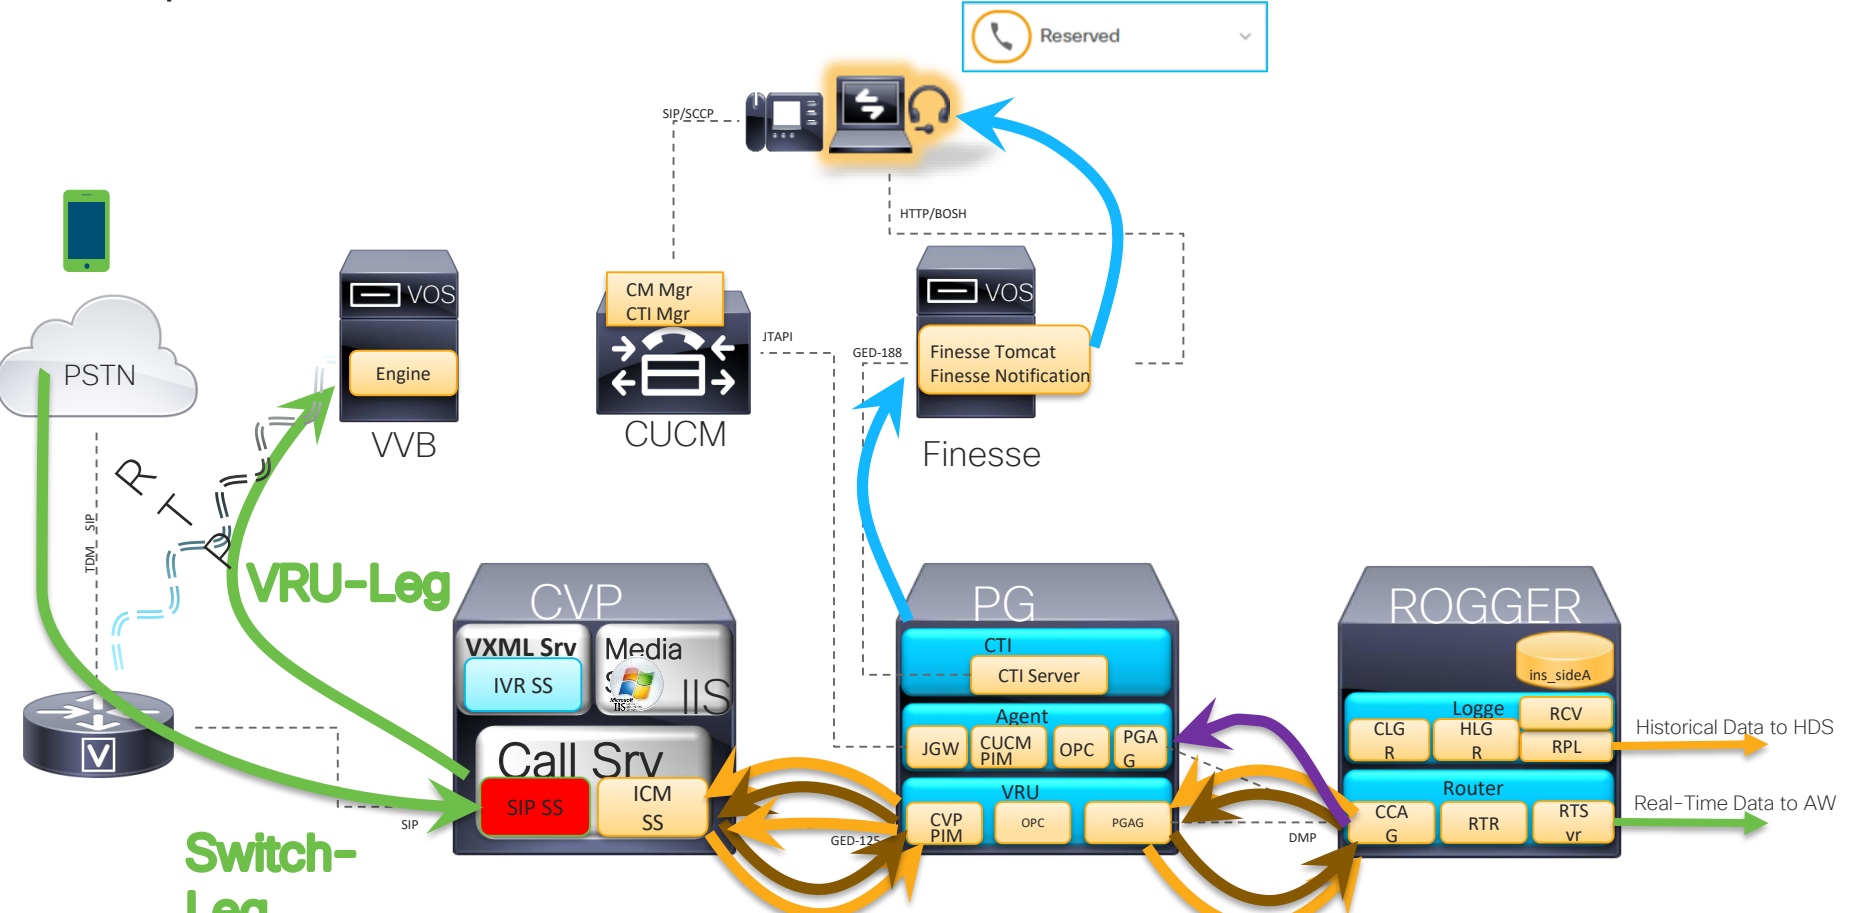 Reserved
SIP/SCCP
HTTP/BOSH
VOS
Engine
VVB
CM Mgr
CTI Mgr
CUCM
JTAPI
GED-188
VOS
Finesse Tomcat
Finesse Notification
Finesse
PSTN
R
T
P
TDM SIP
VRU-Leg
V
SIP
Switch-
Leg
CVP
VXML Srv
IVR SS
Media
S
IIS
Microsoft
IIS
Call Srv
SIP SS
ICM
SS
GED-125
PG
CTI
CTI Server
Agent
JGW
CUCM
PIM
OPC
PGA
G
VRU
CVP
PIM
OPC
PGAG
DMP
ROGGER
ins_sideA
Logge
CLG
R
HLG
R
RCV
RPL
Router
CCA
G
RTR
RTS
vr
Historical Data to HDS
Real-Time Data to AW